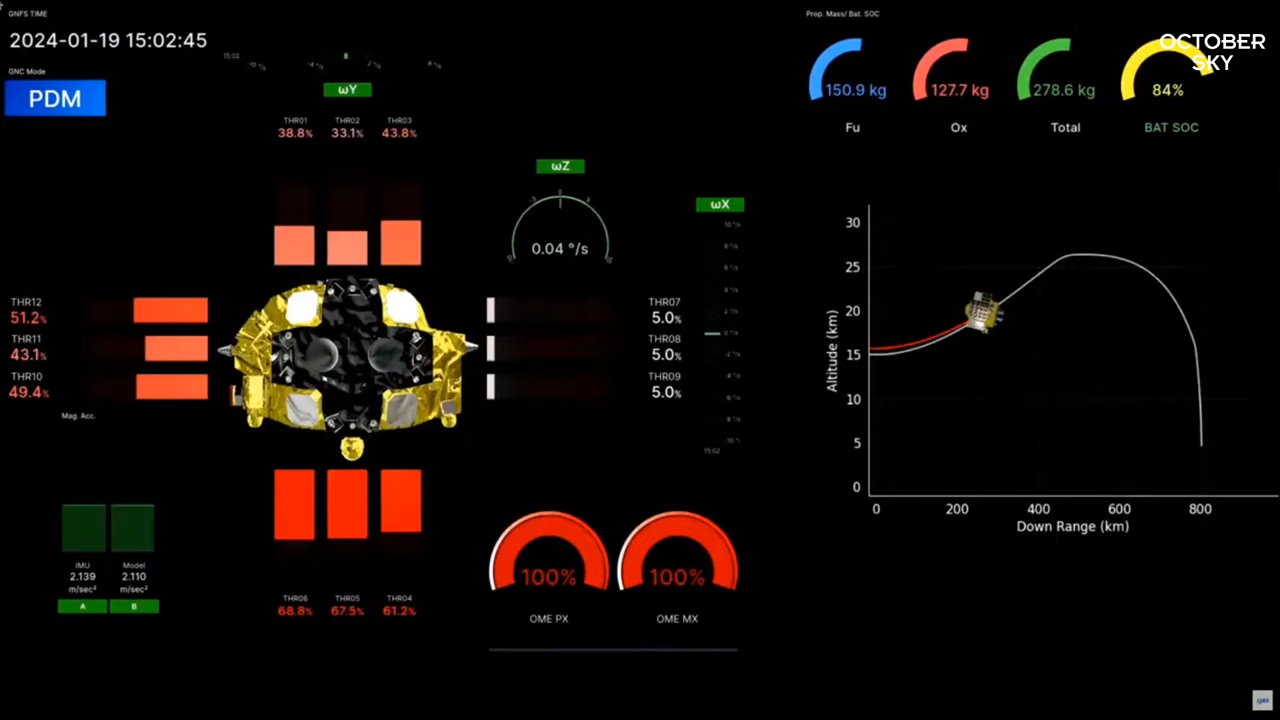 GNFS TIME
2024-01-19 15:02:45
GNC Mode
PDM
Prop. Mass/ Bat. SOC
OCTOBER
SKY
150.9 kg
127.7 kg
278.6 kg
84%
Fu
Ox
Total
BAT SOC
15:02
ωY
THR01
THR02
THR03
38.8%
33.1%
43.8%
ωZ
0.04 °/s
ωX
15:02
THR12
51.2%
THR11
43.1%
THR10
49.4%
Mag. Acc.
THR07
5.0%
THR08
5.0%
THR09
5.0%
30
25
20
15
10
5
0
Altitude (km)
0
200
400
600
800
Down Range (km)
IMU
2.139
m/sec²
A
Model
2.110
m/sec²
B
THR06
THR05
THR04
68.8%
67.5%
61.2%
100%
100%
OME PX
OME MX